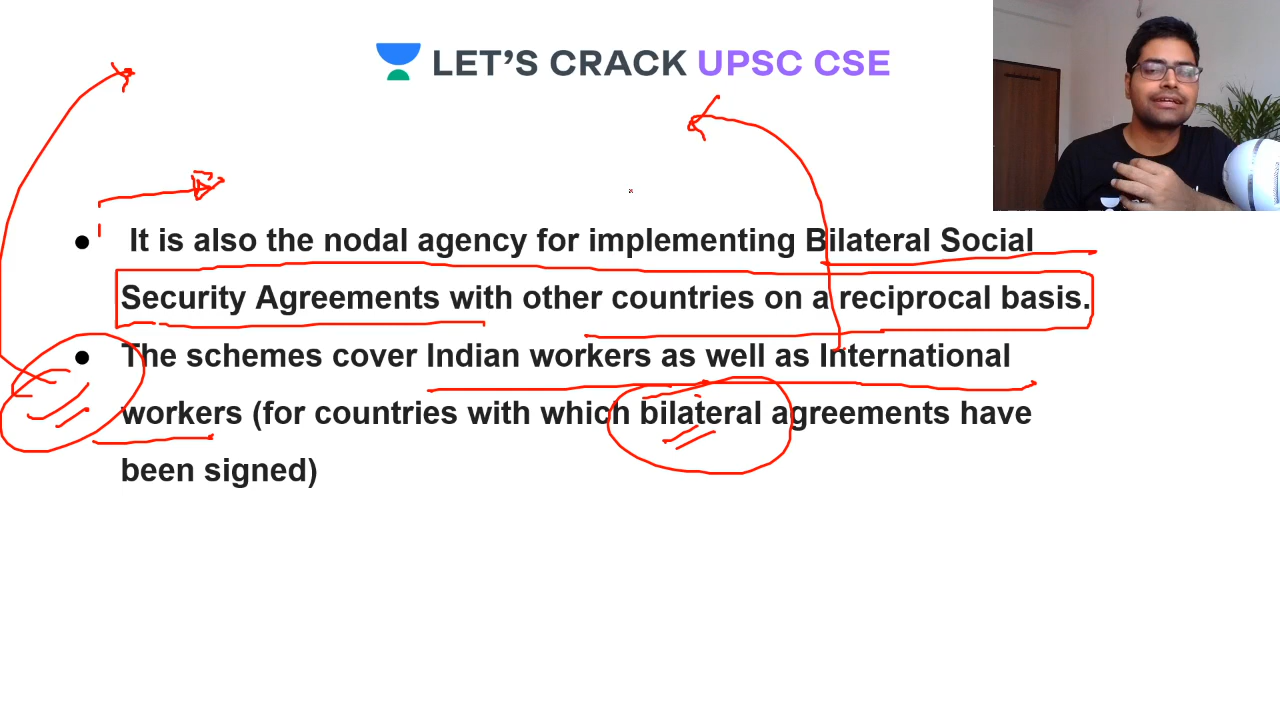 LET'S CRACK UPSC CSE
● It is also the nodal agency for implementing Bilateral Social
Security Agreements with other countries on a reciprocal basis.
● The schemes cover Indian workers as well as International
workers (for countries with which bilateral agreements have
been signed)